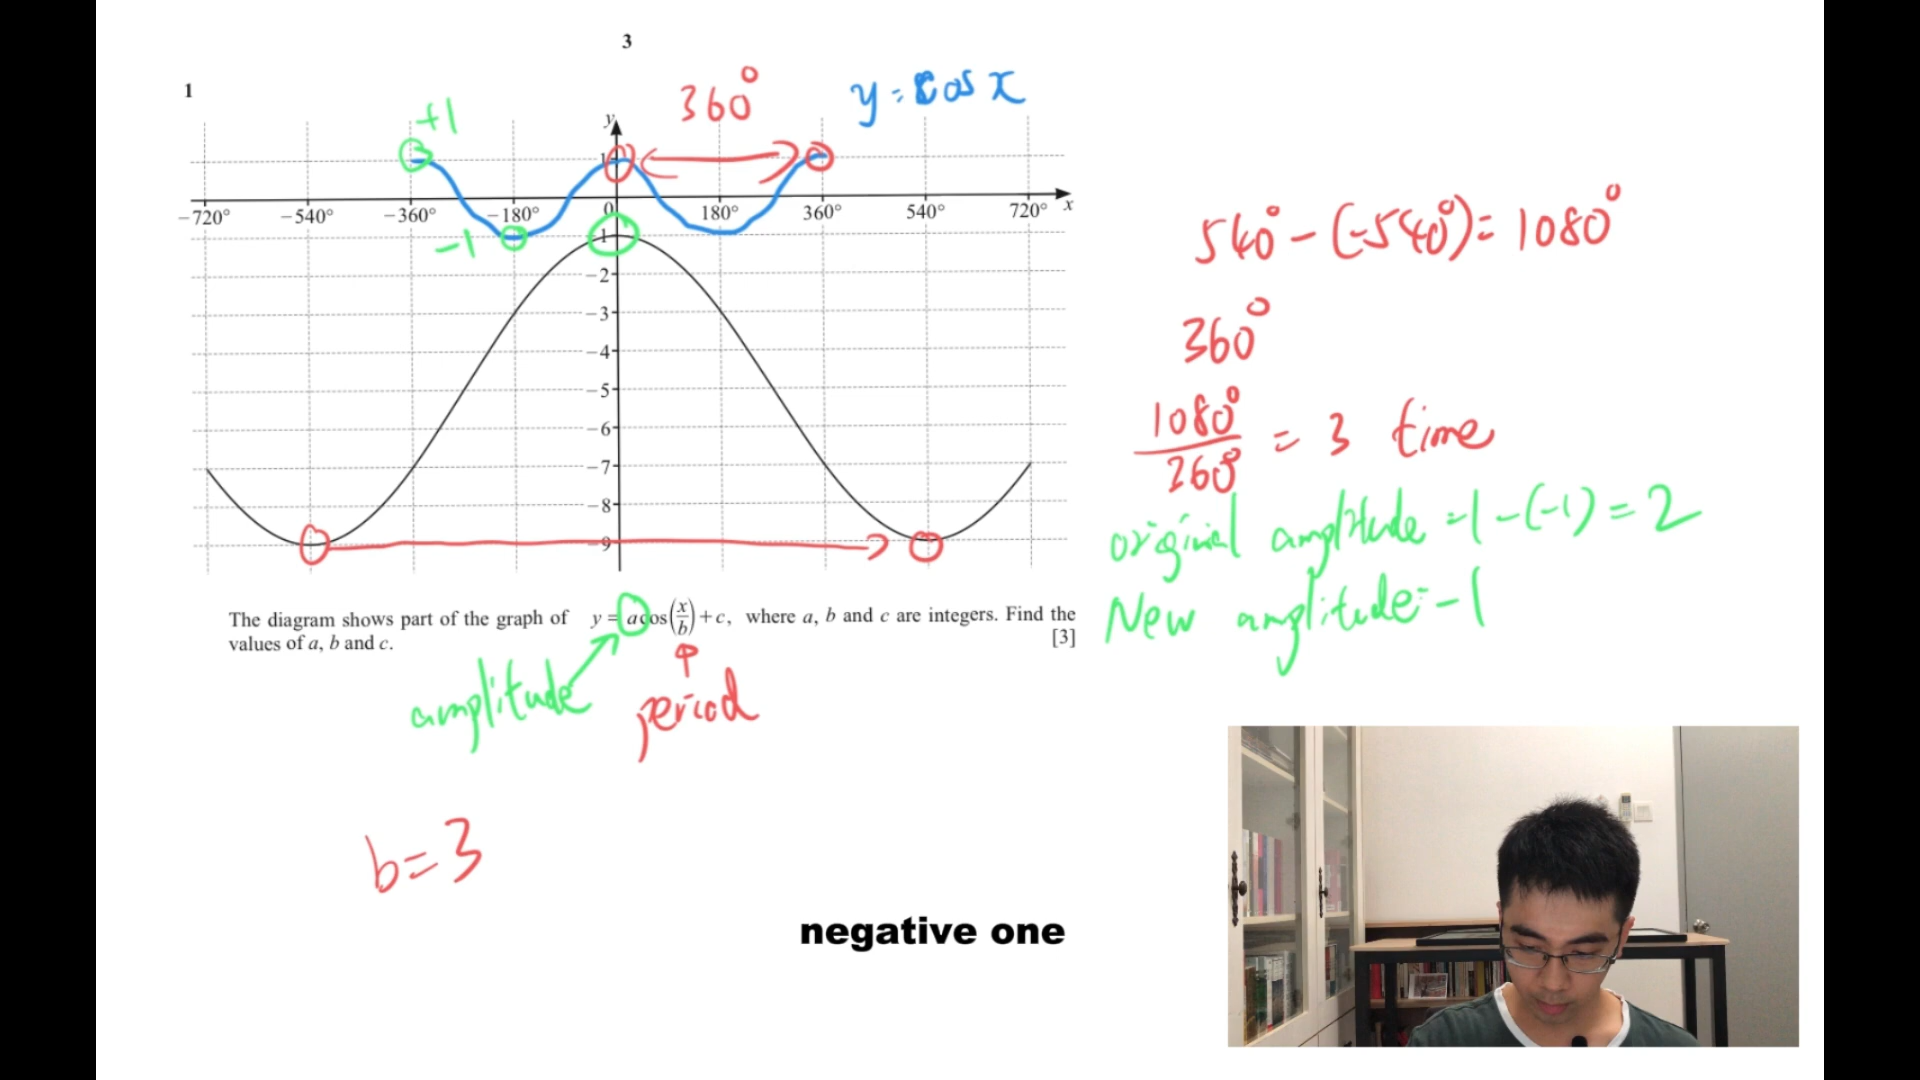 3
1
+1
360°
y = cos x
y
1
-720°
-540°
-360°
-180°
0
180°
360°
540°
720°
x
-1
-1
-2
-3
-4
-5
-6
-7
-8
-9
The diagram shows part of the graph of y = acos(x/b)+c, where a, b and c are integers. Find the
values of a, b and c.
[3]
amplitude
period
b=3
540°-(-540°)=1080°
360°
1080°/360° = 3 time
original amplitude = 1-(-1)=2
New amplitude = -1
negative one